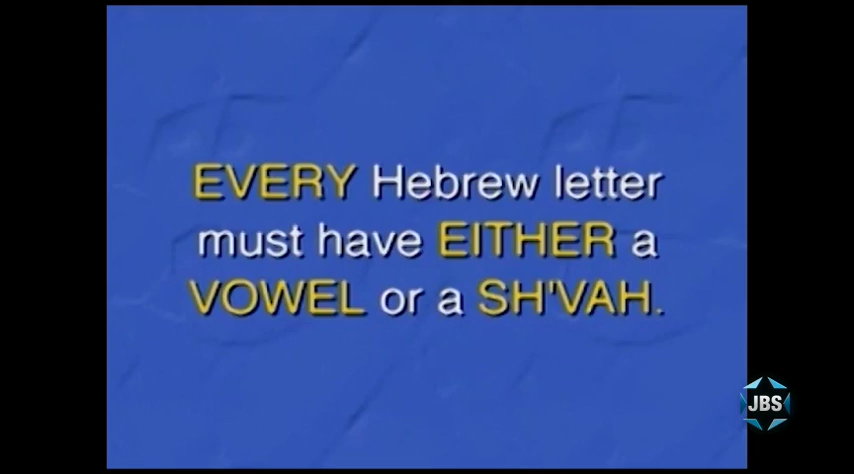 EVERY Hebrew letter
must have EITHER a
VOWEL or a SH'VAH.
JBS